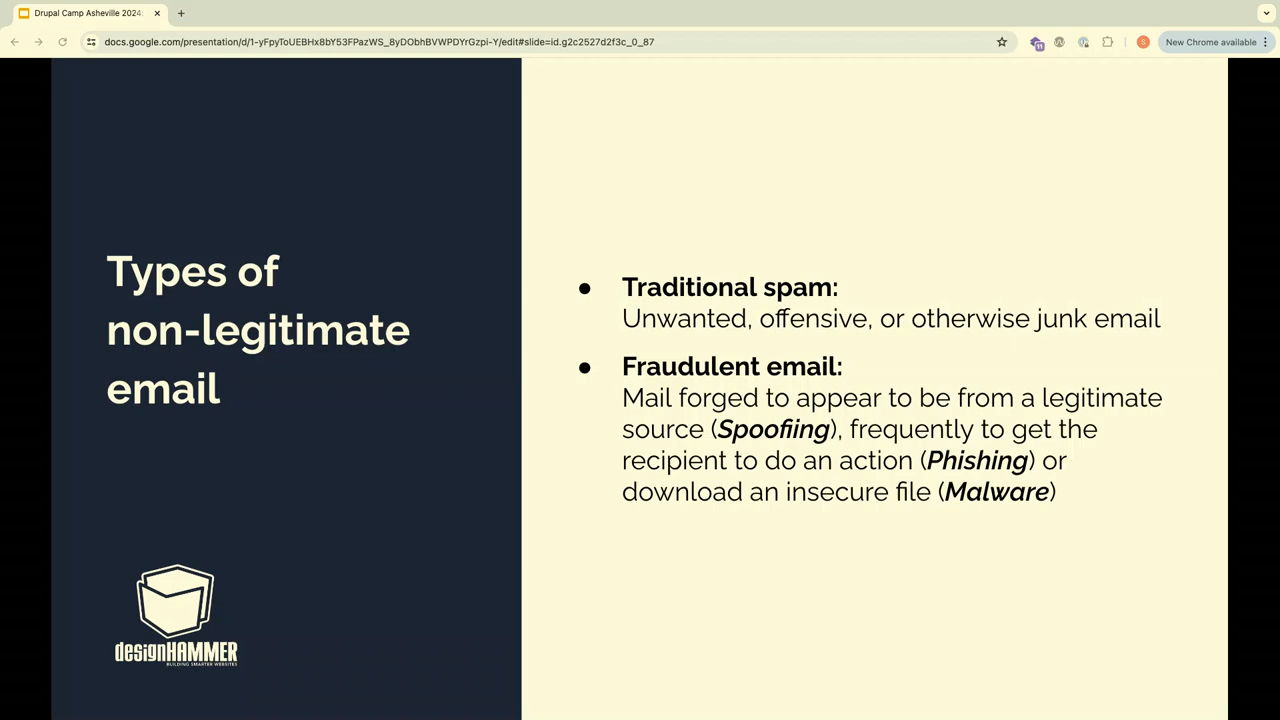 Drupal Camp Asheville 2024:
docs.google.com/presentation/d/1-yFpyToUEBHx8bY53FPazWS_8yDObhBVWPDYrGzpi-Y/edit#slide=id.g2c2527d2f3c_0_87
11
S
New Chrome available
Types of
non-legitimate
email
● Traditional spam:
Unwanted, offensive, or otherwise junk email
● Fraudulent email:
Mail forged to appear to be from a legitimate
source (Spoofiing), frequently to get the
recipient to do an action (Phishing) or
download an insecure file (Malware)
designHAMMER
BUILDING SMARTER WEBSITES